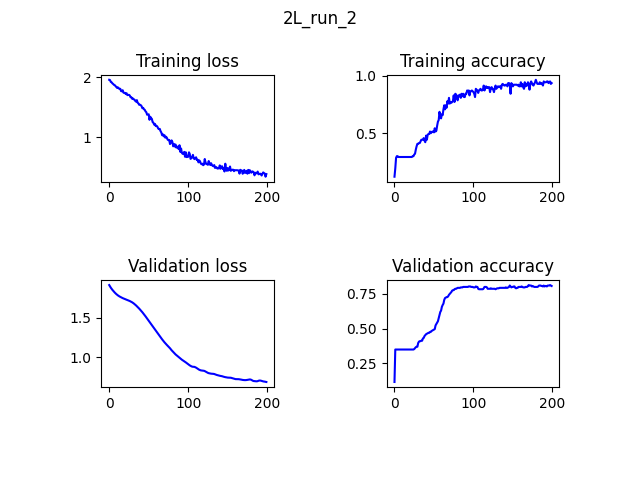 2L_run_2
Training loss
Training accuracy
2
1
0 100 200
1.0
0.5
0 100 200
Validation loss
Validation accuracy
1.5
1.0
0 100 200
0.75
0.50
0.25
0 100 200